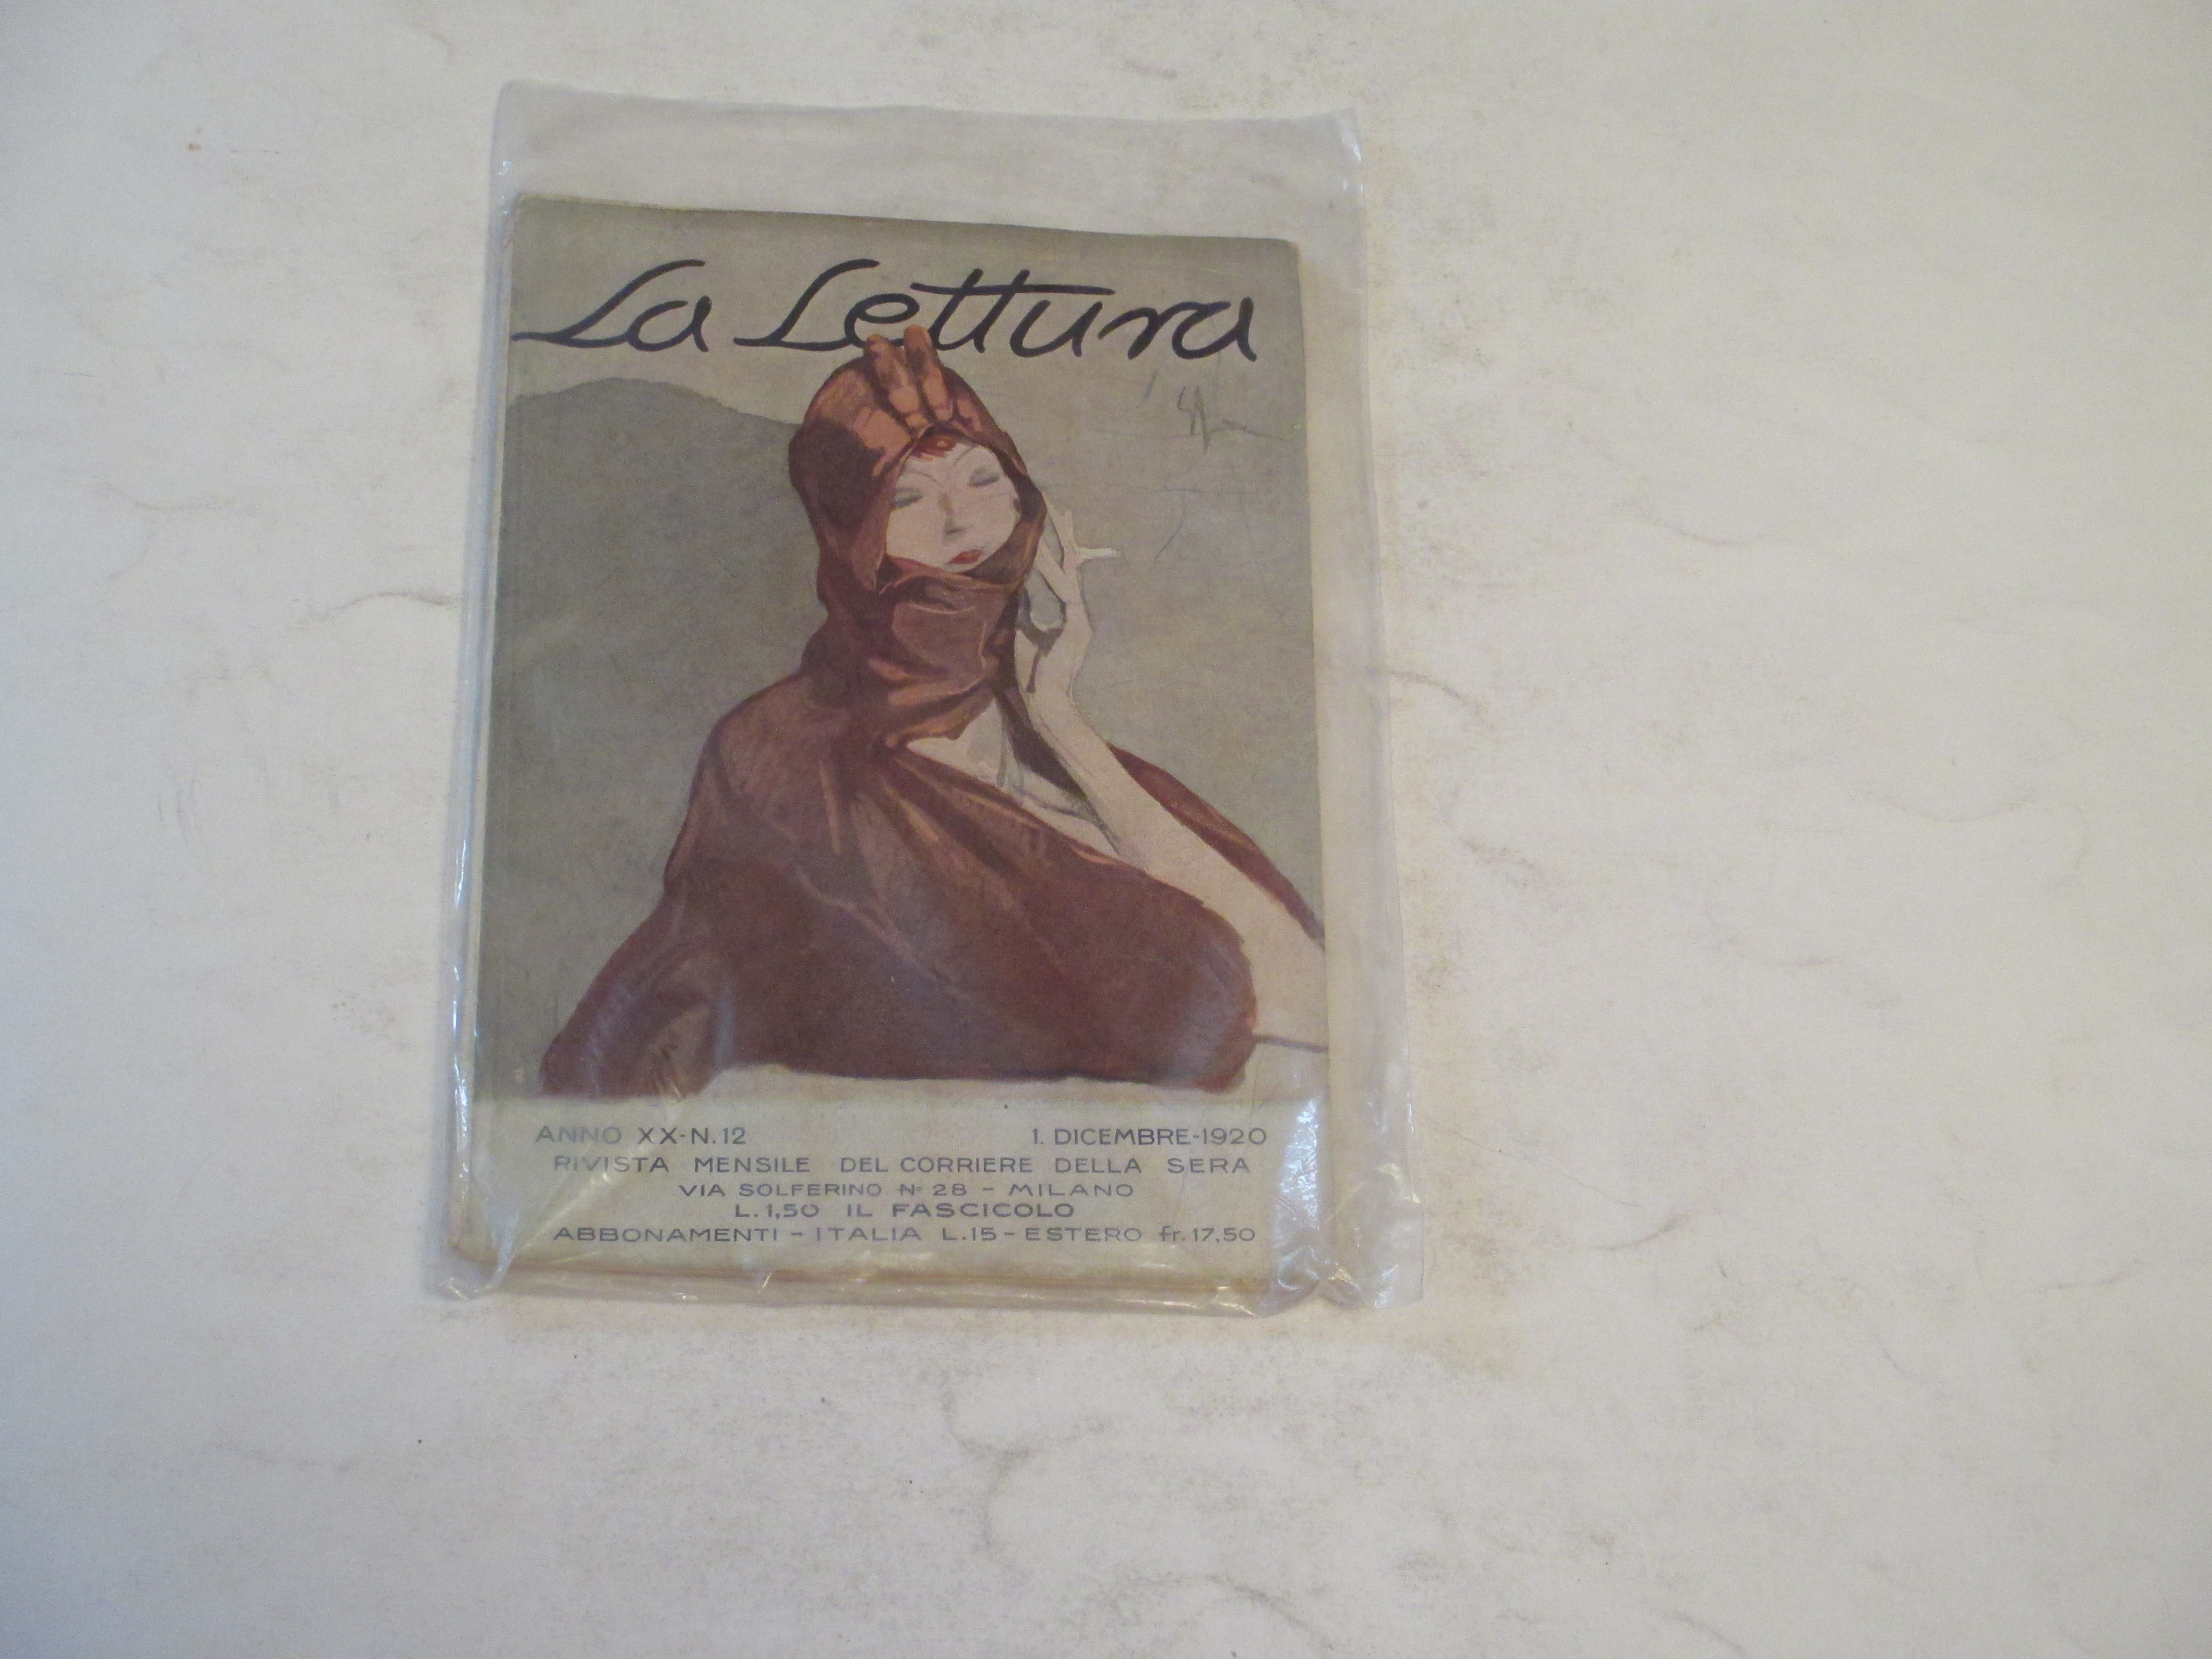 La Lettura
ANNO XX-N.12 1. DICEMBRE-1920
RIVISTA MENSILE DEL CORRIERE DELLA SERA
VIA SOLFERINO Nº 28 - MILANO
L.1,50 IL FASCICOLO
ABBONAMENTI - ITALIA L.15 - ESTERO fr.17,50